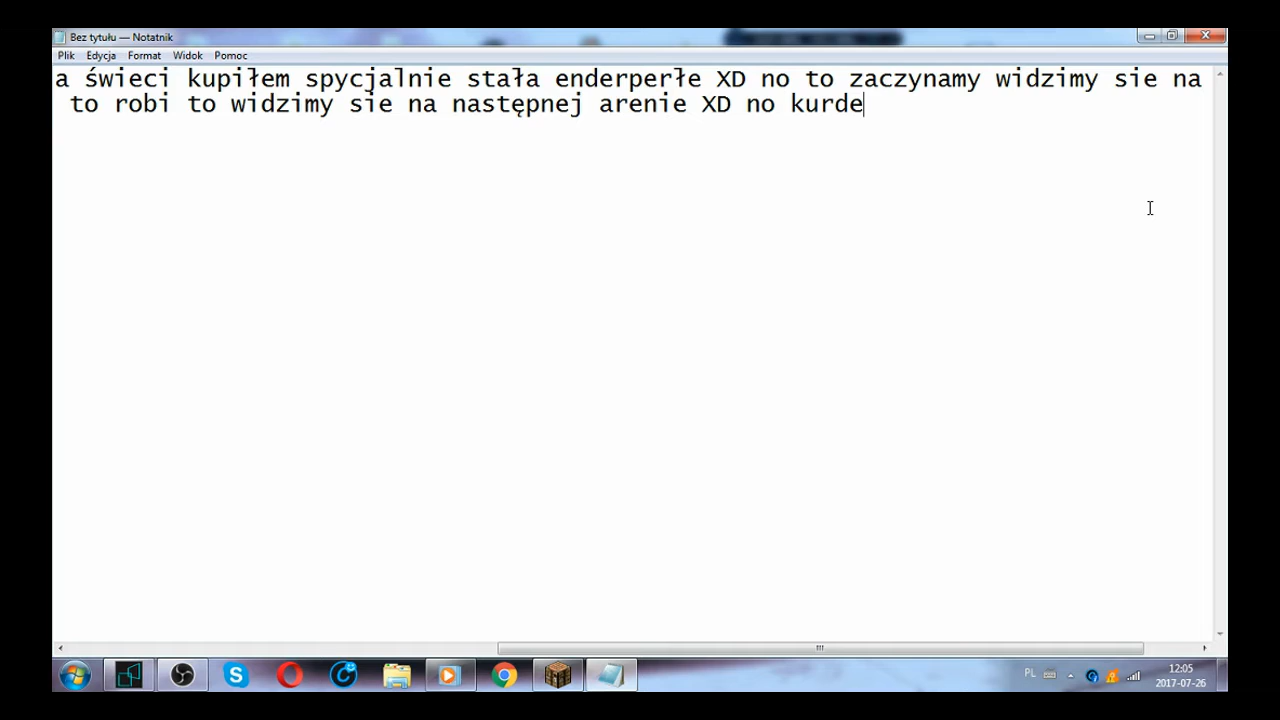 Bez tytułu — Notatnik
Plik Edycja Format Widok Pomoc
a świeci kupiłem spycjalnie stała enderperłe XD no to zaczynamy widzimy sie na
to robi to widzimy sie na następnej arenie XD no kurde
PL
12:05
2017-07-26